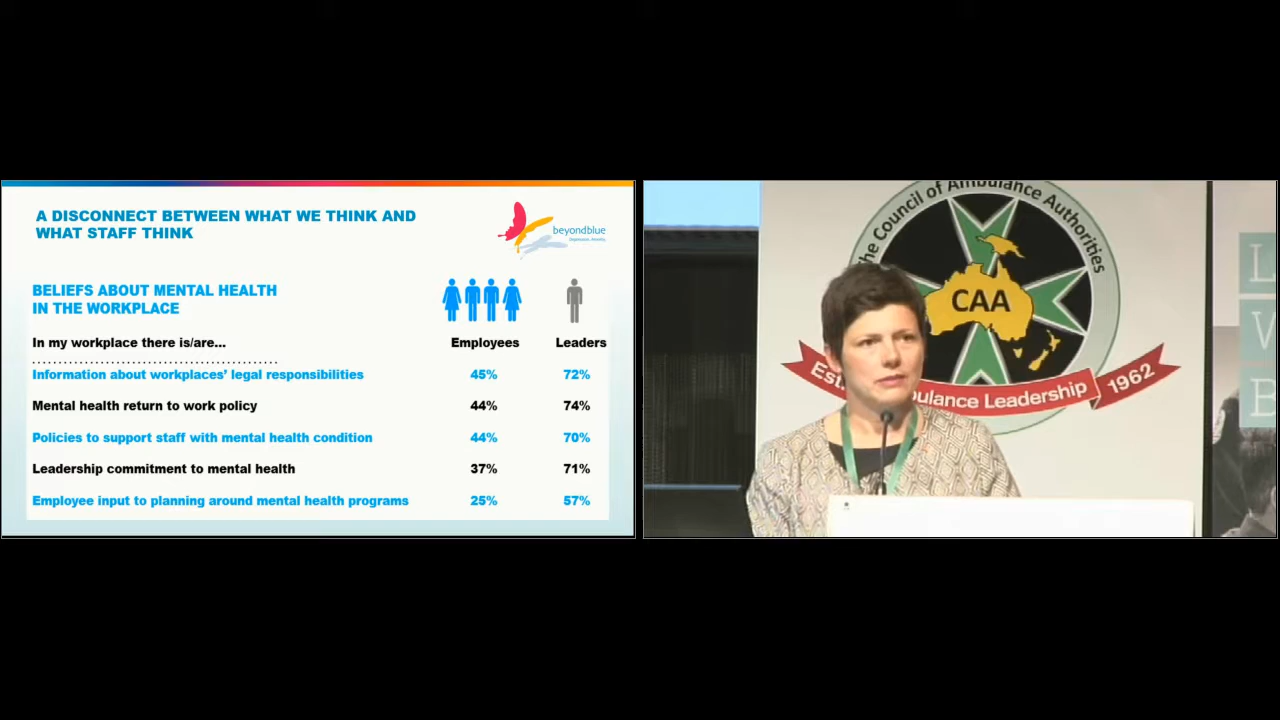 A DISCONNECT BETWEEN WHAT WE THINK AND
WHAT STAFF THINK
beyondblue
Depression. Anxiety.
BELIEFS ABOUT MENTAL HEALTH
IN THE WORKPLACE
In my workplace there is/are...
Employees
Leaders
Information about workplaces' legal responsibilities 45% 72%
Mental health return to work policy 44% 74%
Policies to support staff with mental health condition 44% 70%
Leadership commitment to mental health 37% 71%
Employee input to planning around mental health programs 25% 57%
The Council of Ambulance Authorities
CAA
Ambulance Leadership
1962
L
V
B